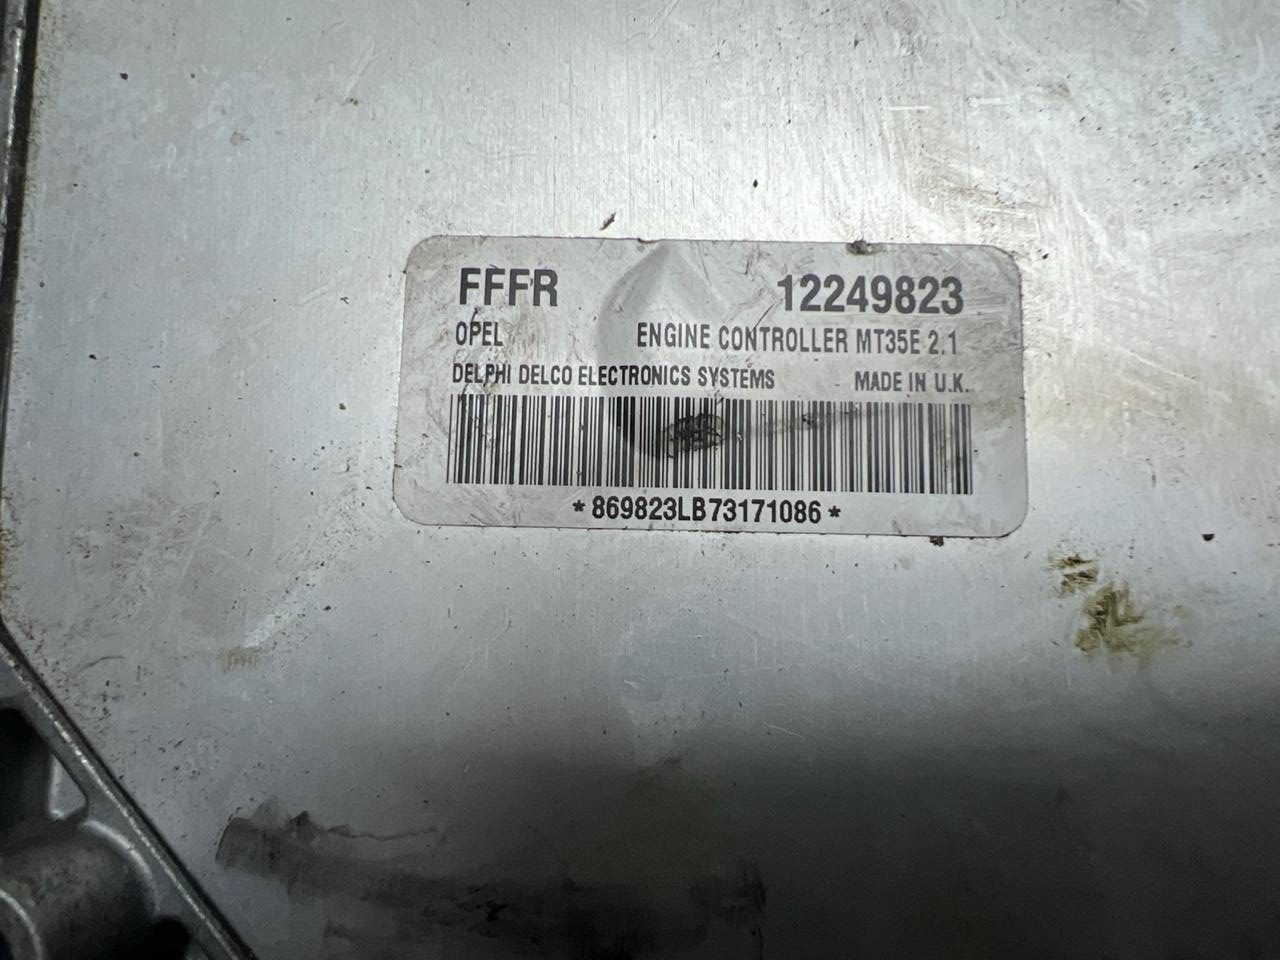 FFFR 12249823
OPEL ENGINE CONTROLLER MT35E 2.1
DELPHI DELCO ELECTRONICS SYSTEMS MADE IN U.K.
*869823LB73171086*